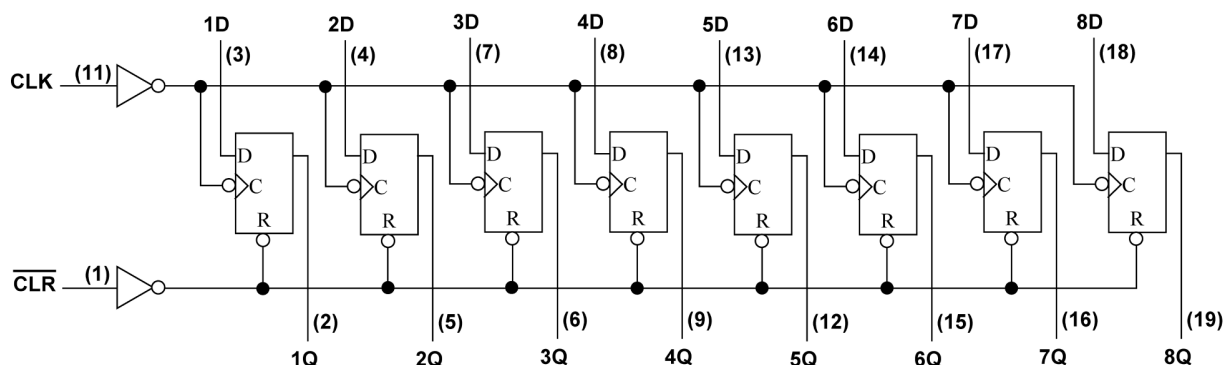 1D 2D 3D 4D 5D 6D 7D 8D
(3) (4) (7) (8) (13) (14) (17) (18)
CLK (11)
D D D D D D D D
C C C C C C C C
R R R R R R R R
CLR (1)
(2) (5) (6) (9) (12) (15) (16) (19)
1Q 2Q 3Q 4Q 5Q 6Q 7Q 8Q